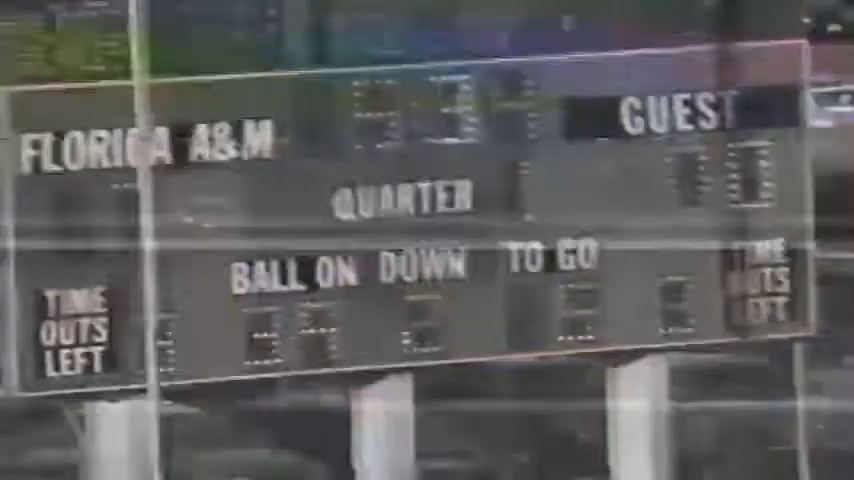 FLORIDA A&M
GUEST
QUARTER
BALL ON DOWN TO GO
TIME
OUTS
LEFT
TIME
OUTS
LEFT